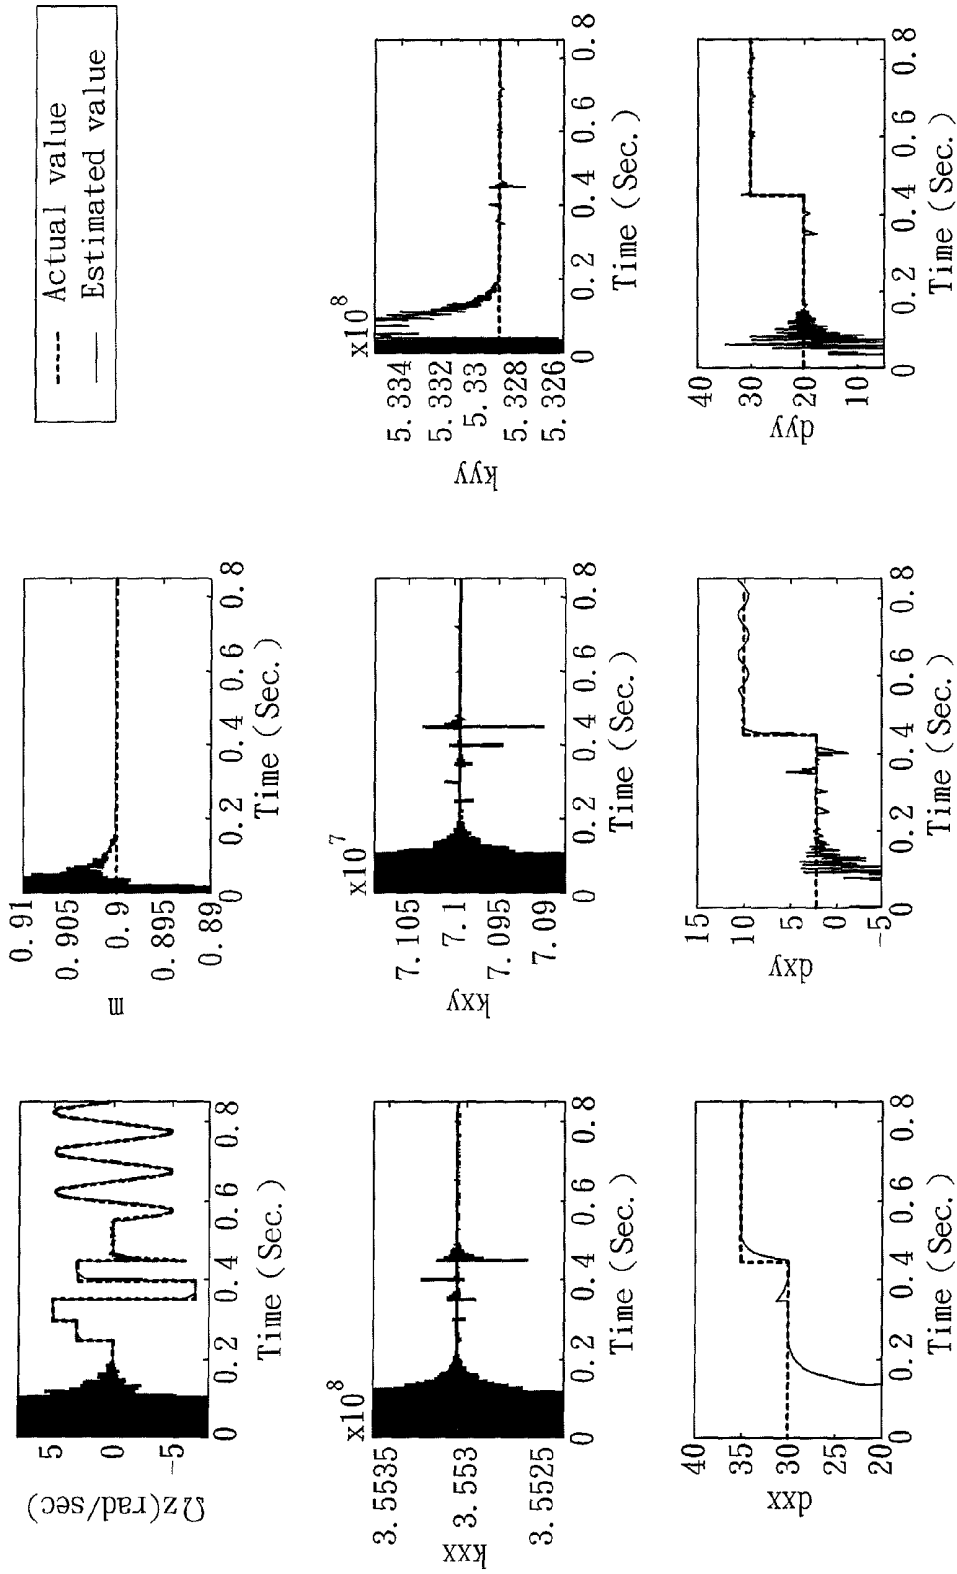 Actual value
Estimated value
5
0
-5
Ωz(rad/sec)
0 0.2 0.4 0.6 0.8
Time (Sec.)
0.91
0.905
0.9
0.895
0.89
m
0 0.2 0.4 0.6 0.8
Time (Sec.)
x10^8
3.5535
3.553
3.5525
kxx
0 0.2 0.4 0.6 0.8
Time (Sec.)
x10^7
7.105
7.1
7.095
7.09
kxy
0 0.2 0.4 0.6 0.8
Time (Sec.)
x10^8
5.334
5.332
5.33
5.328
5.326
kyy
0 0.2 0.4 0.6 0.8
Time (Sec.)
40
35
30
25
20
dxx
0 0.2 0.4 0.6 0.8
Time (Sec.)
15
10
5
0
-5
dxy
0 0.2 0.4 0.6 0.8
Time (Sec.)
40
30
20
10
dyy
0 0.2 0.4 0.6 0.8
Time (Sec.)